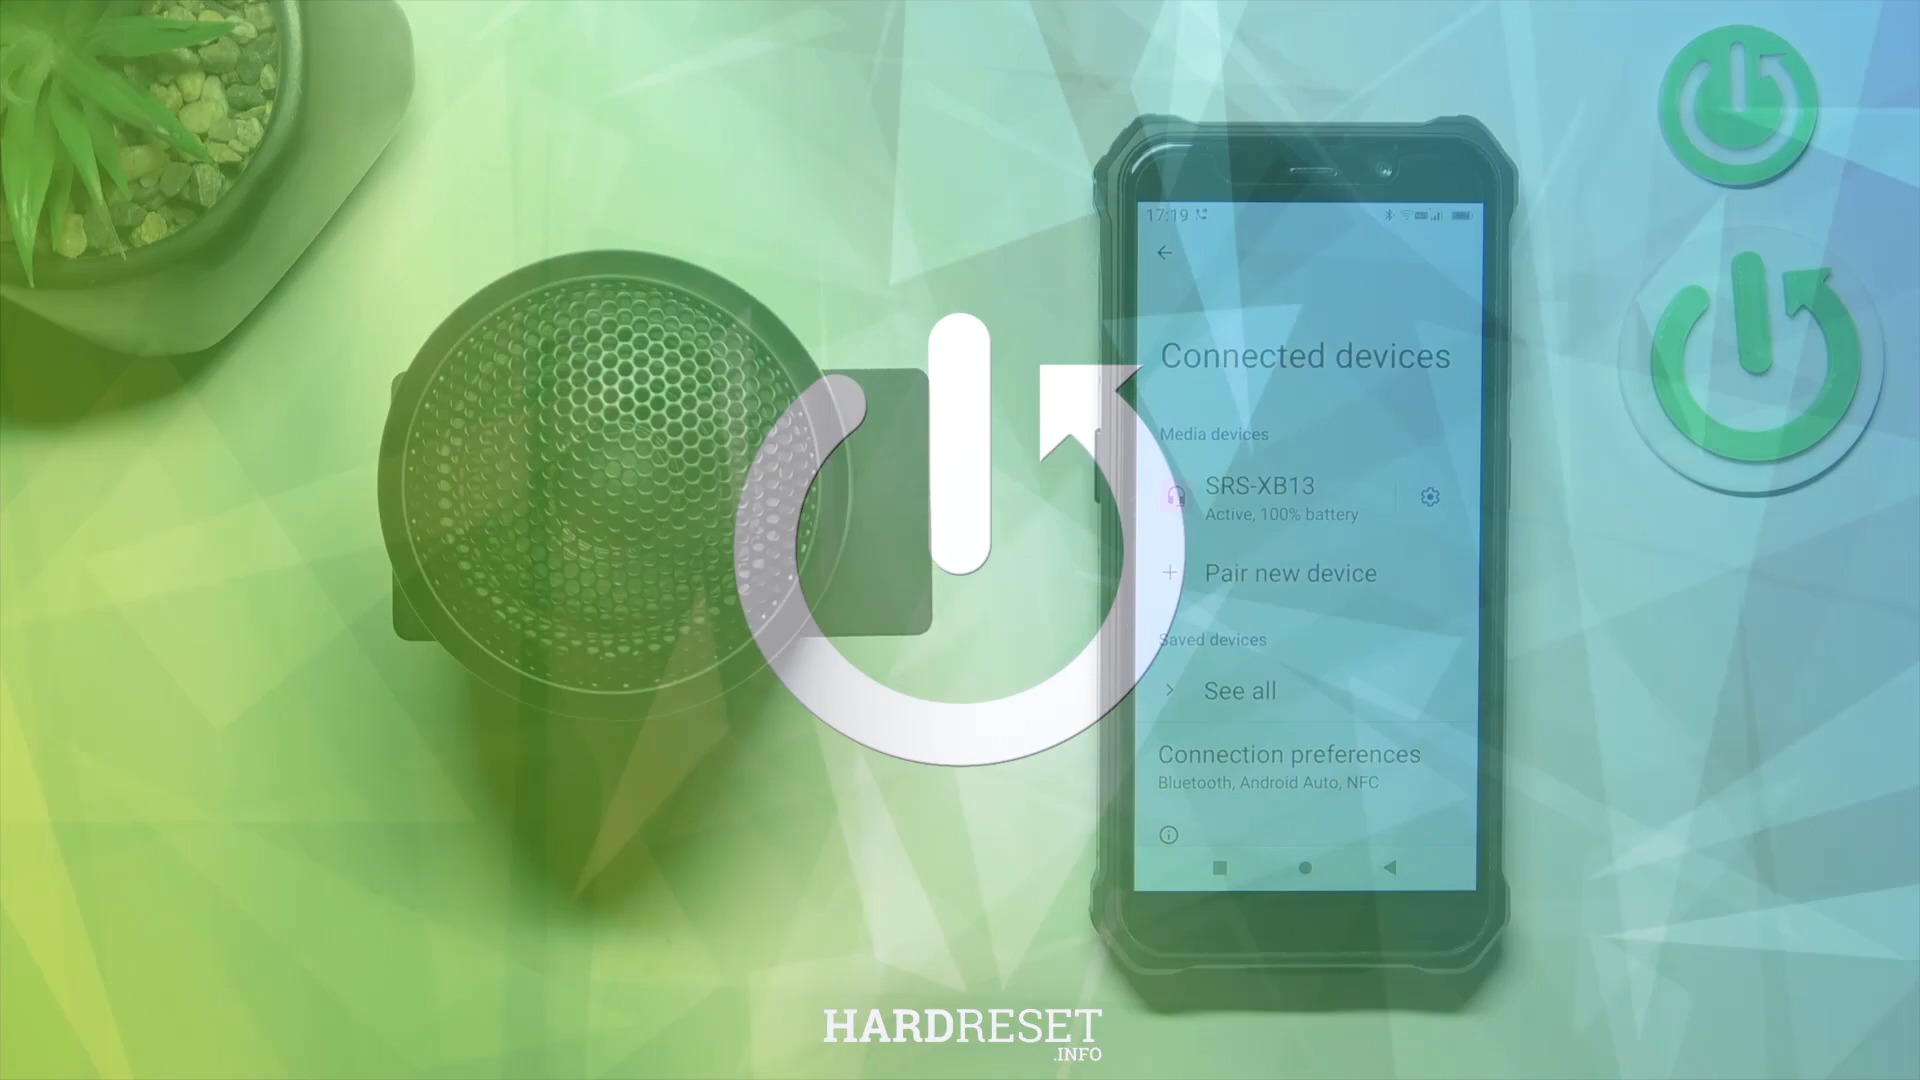 17:19
Connected devices
Media devices
SRS-XB13
Active, 100% battery
Pair new device
Saved devices
See all
Connection preferences
Bluetooth, Android Auto, NFC
HARDRESET
.INFO